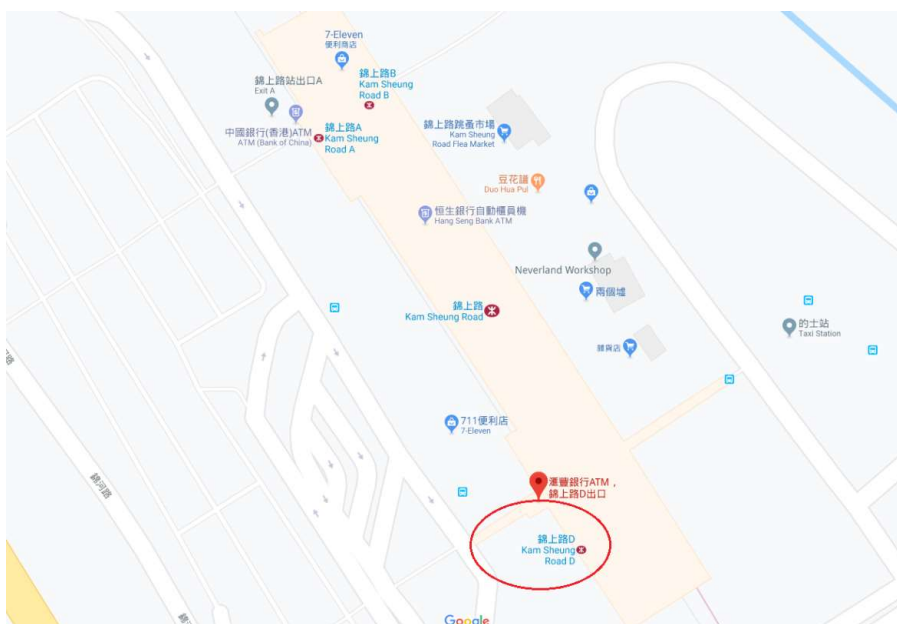 7-Eleven
便利商店
錦上路B
Kam Sheung
Road B
錦上路站出口A
Exit A
中國銀行(香港)ATM
ATM (Bank of China)
錦上路A
Kam Sheung
Road A
錦上路跳蚤市場
Kam Sheung
Road Flea Market
豆花譜
Duo Hua Pul
恒生銀行自動櫃員機
Hang Seng Bank ATM
Neverland Workshop
兩個墟
錦上路
Kam Sheung Road
的士站
Taxi Station
雜貨店
711便利店
7-Eleven
錦河路
滙豐銀行ATM，
錦上路D出口
錦上路D
Kam Sheung
Road D
Google